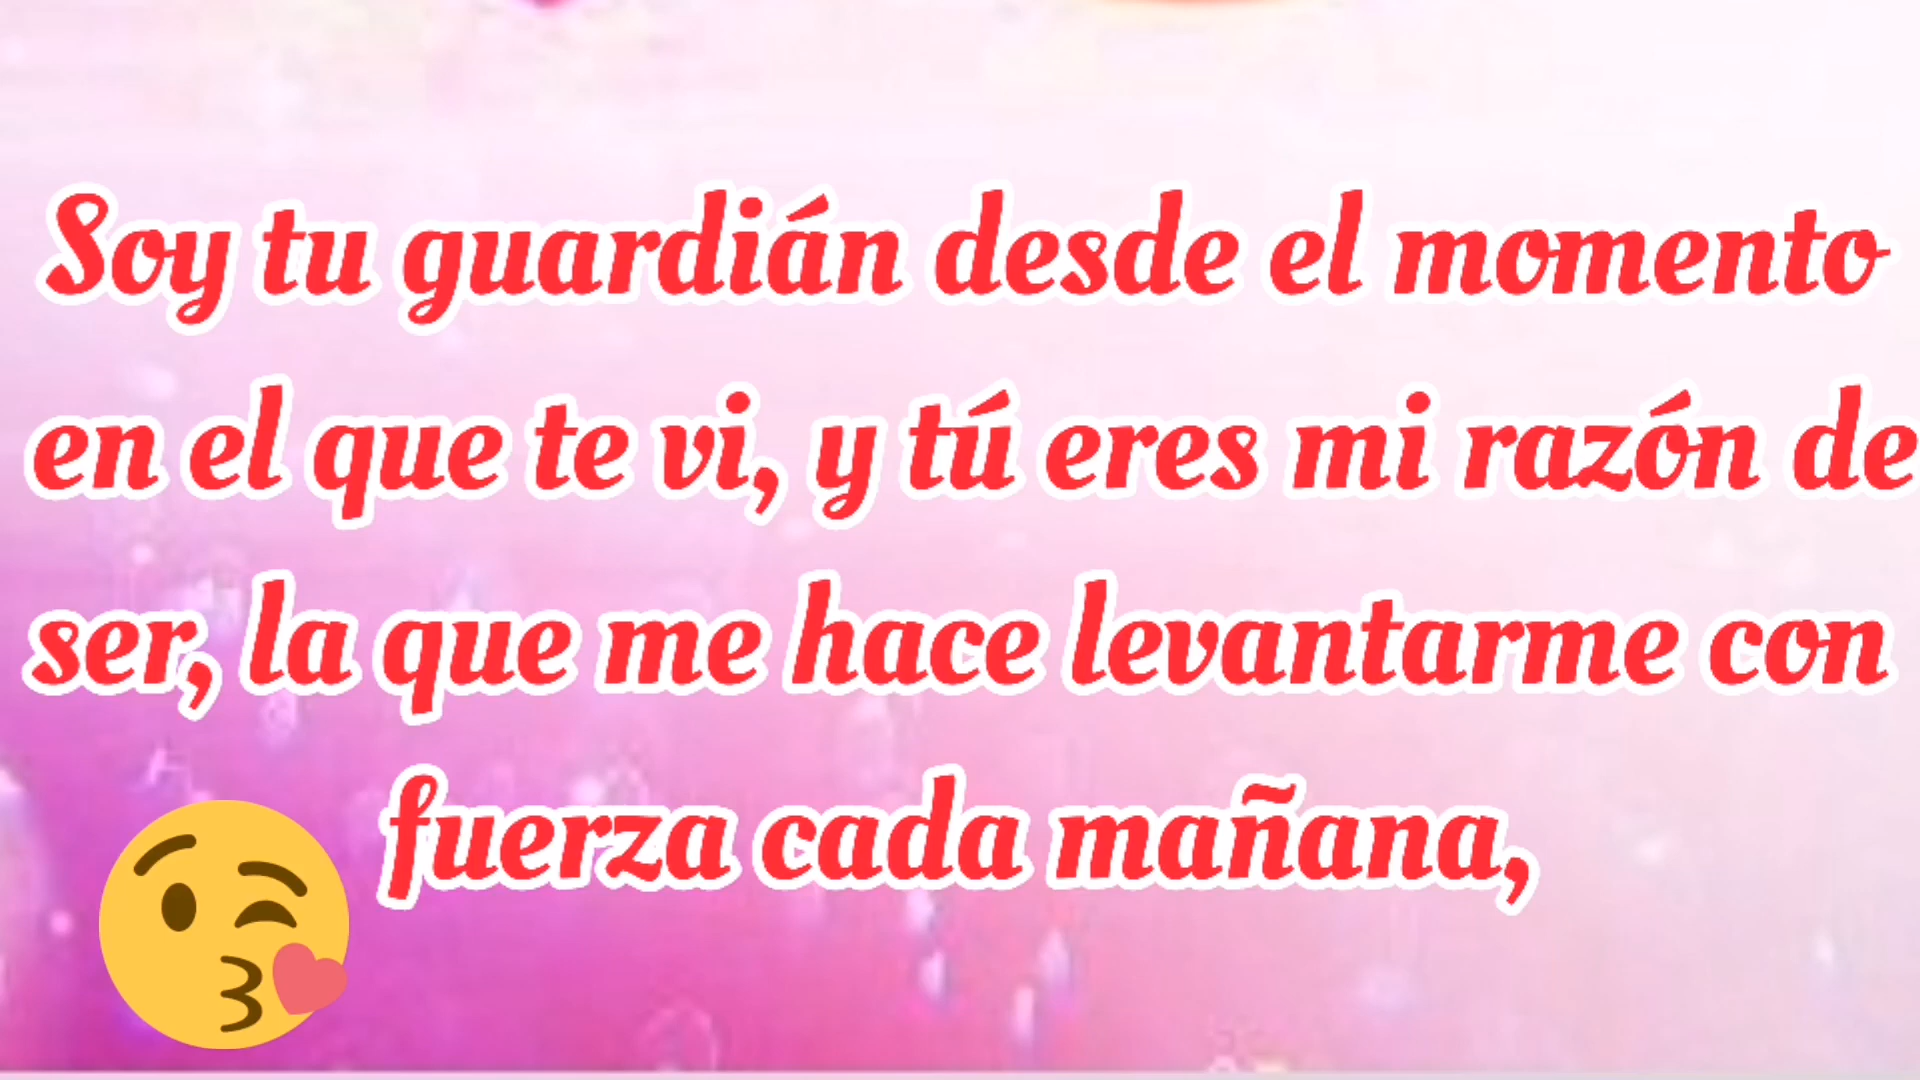 Soy tu guardián desde el momento
en el que te vi, y tú eres mi razón de
ser, la que me hace levantarme con
fuerza cada mañana,